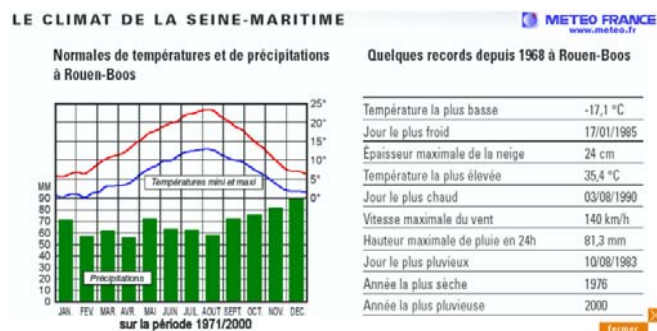 LE CLIMAT DE LA SEINE-MARITIME
METEO FRANCE
www.meteo.fr
Normales de températures et de précipitations
à Rouen-Boos
25°
20°
15°
10°
5°
0°
Températures mini et maxi
MM
90
80
70
60
50
40
30
20
10
0
Précipitations
JAN. FEV. MAR. AVR. MAI JUIN JUIL AOUT SEPT. OCT. NOV. DEC.
sur la période 1971/2000
Quelques records depuis 1968 à Rouen-Boos
Température la plus basse -17,1 °C
Jour le plus froid 17/01/1985
Épaisseur maximale de la neige 24 cm
Température la plus élevée 35,4 °C
Jour le plus chaud 03/08/1990
Vitesse maximale du vent 140 km/h
Hauteur maximale de pluie en 24h 81,3 mm
Jour le plus pluvieux 10/08/1983
Année la plus sèche 1976
Année la plus pluvieuse 2000
fermer